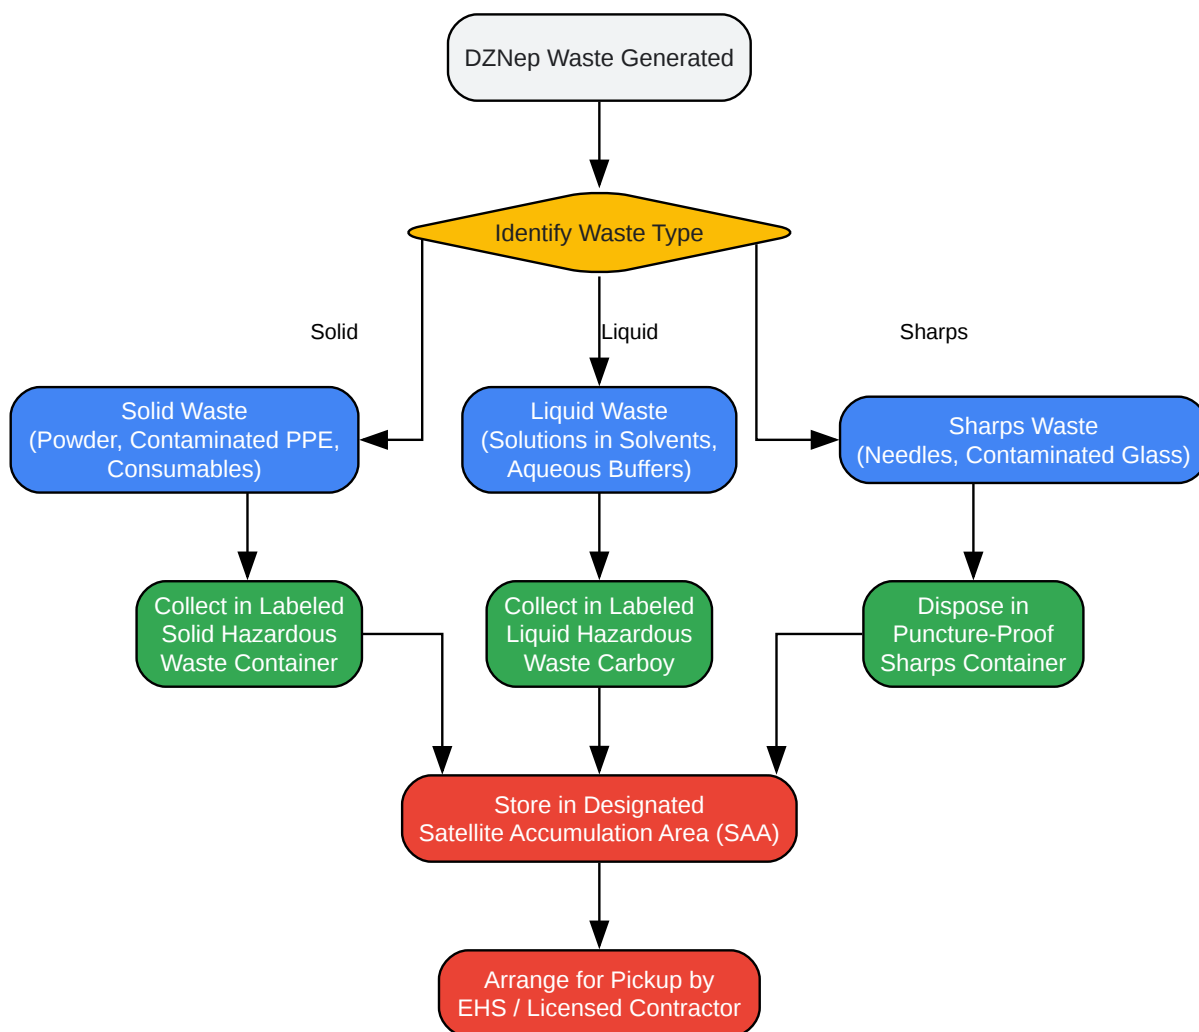 DZNep Waste Generated
Identify Waste Type
Solid
Liquid
Sharps
Solid Waste
(Powder, Contaminated PPE,
Consumables)
Liquid Waste
(Solutions in Solvents,
Aqueous Buffers)
Sharps Waste
(Needles, Contaminated Glass)
Collect in Labeled
Solid Hazardous
Waste Container
Collect in Labeled
Liquid Hazardous
Waste Carboy
Dispose in
Puncture-Proof
Sharps Container
Store in Designated
Satellite Accumulation Area (SAA)
Arrange for Pickup by
EHS / Licensed Contractor